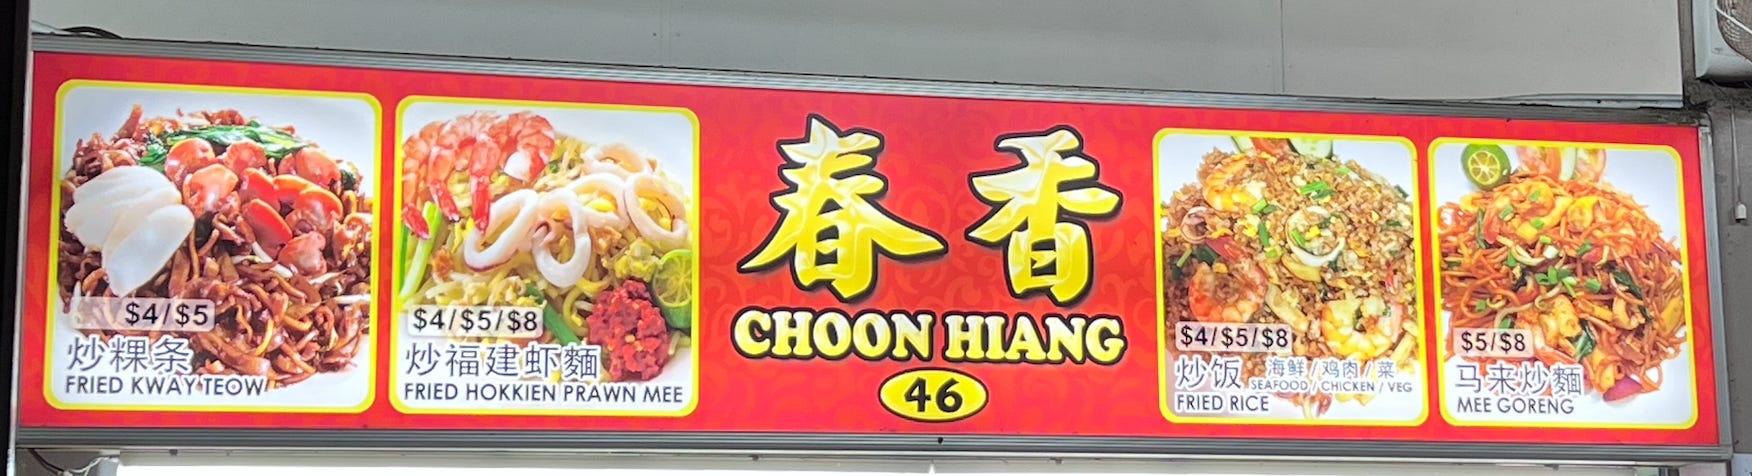 $4/$5
炒粿条
FRIED KWAY TEOW
$4/$5/$8
炒福建虾麵
FRIED HOKKIEN PRAWN MEE
春香
CHOON HIANG
46
$4/$5/$8
炒饭 海鲜/鸡肉/菜
SEAFOOD/CHICKEN/VEG
FRIED RICE
$5/$8
马来炒麵
MEE GORENG